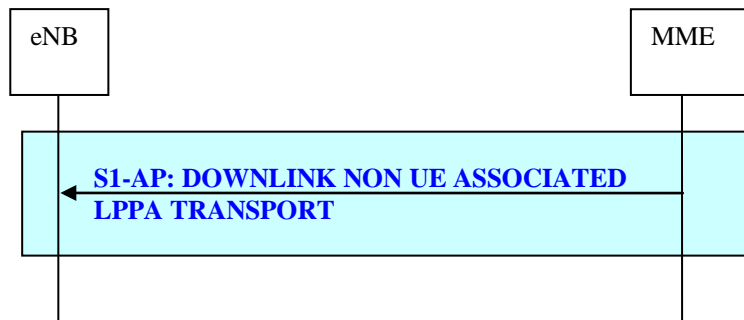 eNB
MME
S1-AP: DOWNLINK NON UE ASSOCIATED
LPPA TRANSPORT